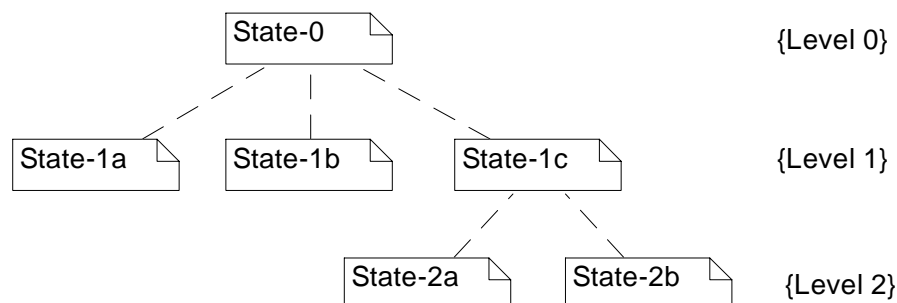 State-0 {Level 0}
State-1a State-1b State-1c {Level 1}
State-2a State-2b {Level 2}